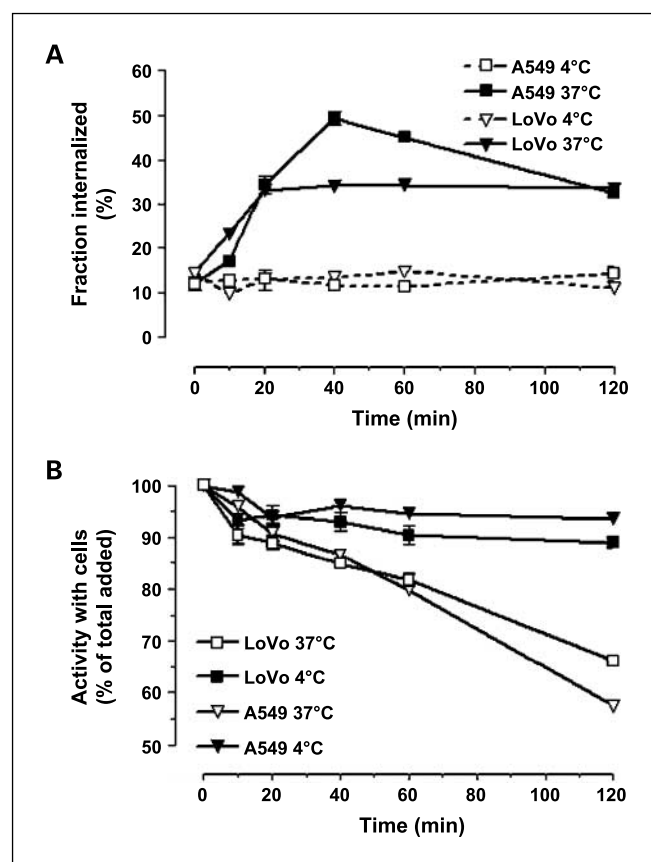 A
Fraction internalized
(%)
60
50
40
30
20
10
0
A549 4°C
A549 37°C
LoVo 4°C
LoVo 37°C
0 20 40 60 80 100 120
Time (min)
B
Activity with cells
(% of total added)
100
90
80
70
60
50
LoVo 37°C
LoVo 4°C
A549 37°C
A549 4°C
0 20 40 60 80 100 120
Time (min)